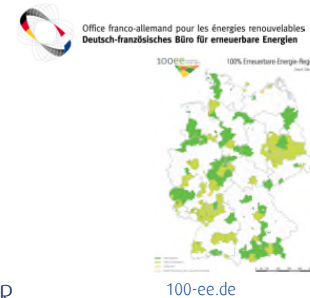 Office franco-allemand pour les énergies renouvelables
Deutsch-französisches Büro für erneuerbare Energien
100ee
100% Erneuerbare-Energie-Regi
R
100-ee.de